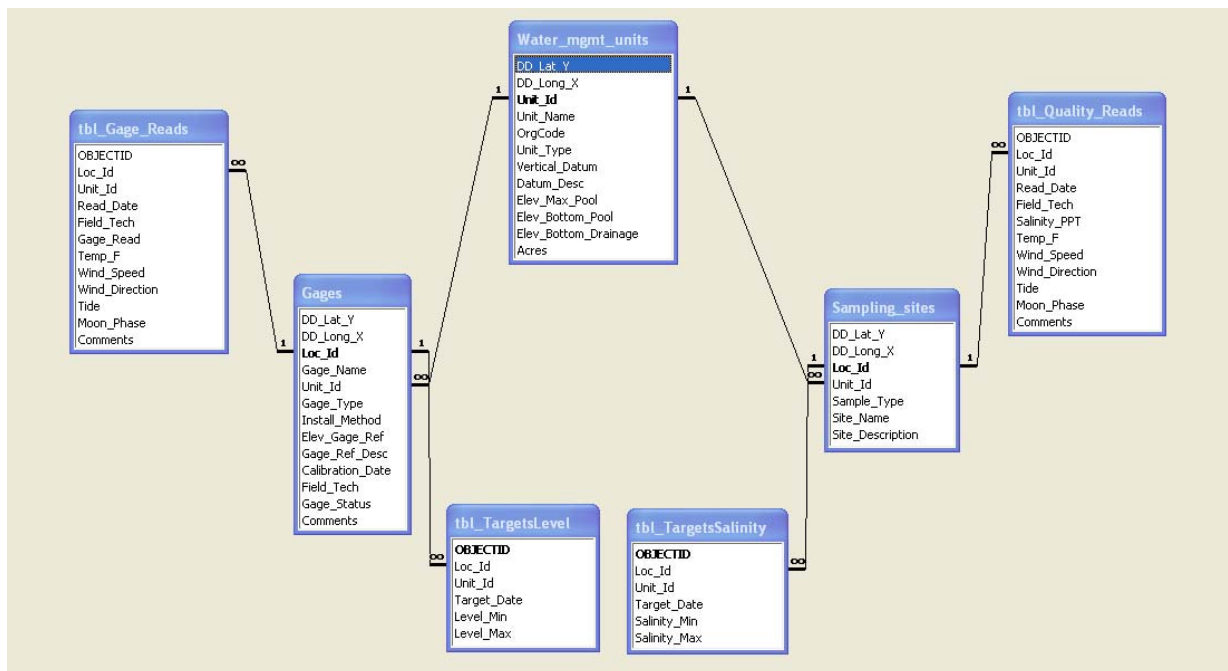 Water_mgmt_units
DD_Lat_Y
DD_Long_X
Unit_Id
Unit_Name
OrgCode
Unit_Type
Vertical_Datum
Datum_Desc
Elev_Max_Pool
Elev_Bottom_Pool
Elev_Bottom_Drainage
Acres
1
1
tbl_Gage_Reads
OBJECTID
Loc_Id
Unit_Id
Read_Date
Field_Tech
Gage_Read
Temp_F
Wind_Speed
Wind_Direction
Tide
Moon_Phase
Comments
∞
1
Gages
DD_Lat_Y
DD_Long_X
Loc_Id
Gage_Name
Unit_Id
Gage_Type
Install_Method
Elev_Gage_Ref
Gage_Ref_Desc
Calibration_Date
Field_Tech
Gage_Status
Comments
1
∞
tbl_Quality_Reads
OBJECTID
Loc_Id
Unit_Id
Read_Date
Field_Tech
Salinity_PPT
Temp_F
Wind_Speed
Wind_Direction
Tide
Moon_Phase
Comments
∞
1
∞
Sampling_sites
DD_Lat_Y
DD_Long_X
Loc_Id
Unit_Id
Sample_Type
Site_Name
Site_Description
1
∞
tbl_TargetsLevel
OBJECTID
Loc_Id
Unit_Id
Target_Date
Level_Min
Level_Max
tbl_TargetsSalinity
OBJECTID
Loc_Id
Unit_Id
Target_Date
Salinity_Min
Salinity_Max
∞